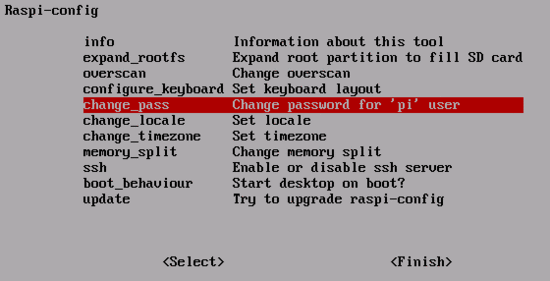 Raspi-config
info Information about this tool
expand_rootfs Expand root partition to fill SD card
overscan Change overscan
configure_keyboard Set keyboard layout
change_pass Change password for 'pi' user
change_locale Set locale
change_timezone Set timezone
memory_split Change memory split
ssh Enable or disable ssh server
boot_behaviour Start desktop on boot?
update Try to upgrade raspi-config
<Select> <Finish>